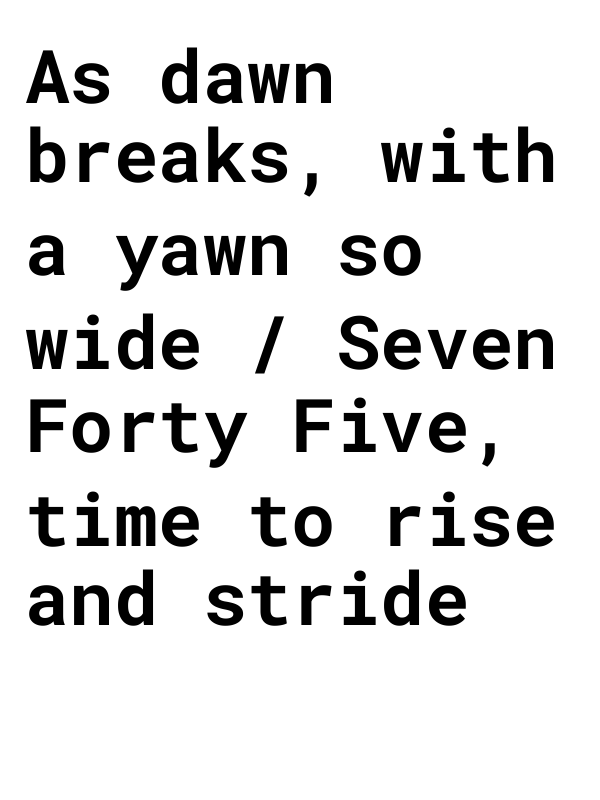 As dawn
breaks, with
a yawn so
wide / Seven
Forty Five,
time to rise
and stride